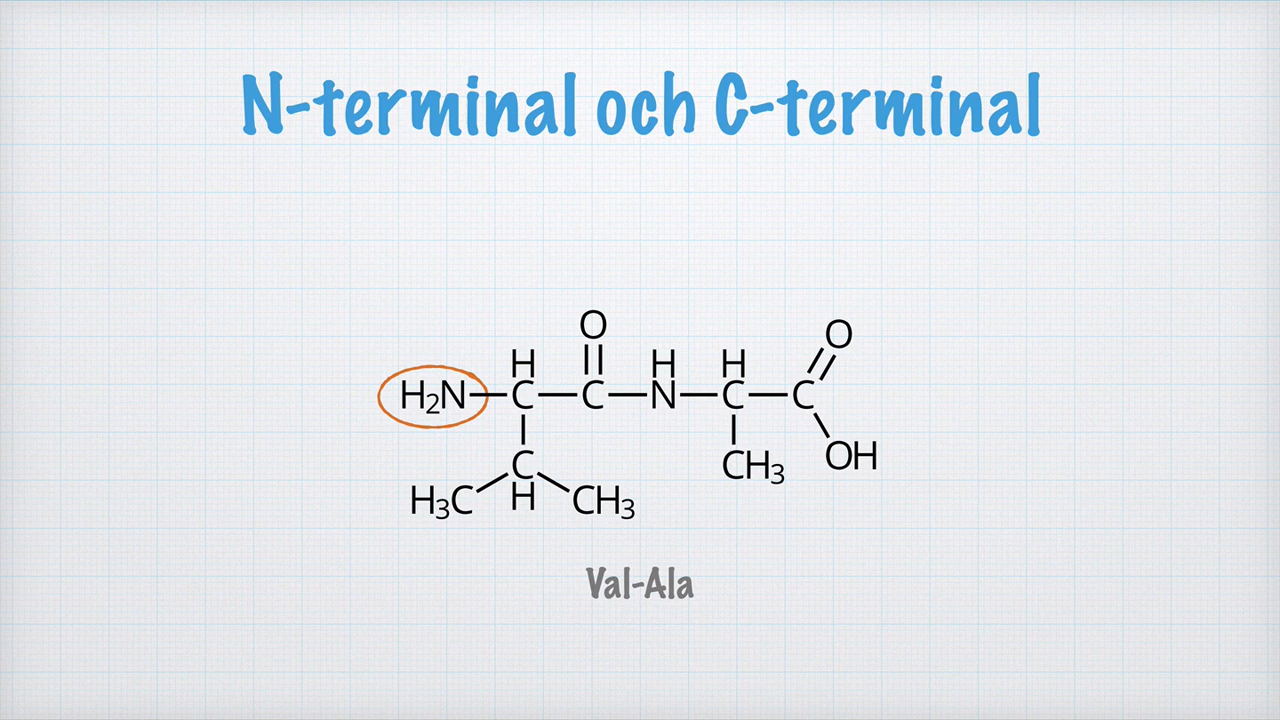 N-terminal och C-terminal
O
H H H O
H₂N C C N C C
C CH₃ OH
H₃C H CH₃
Val-Ala